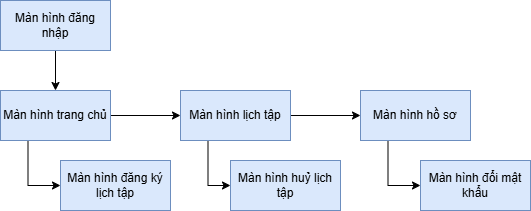 Màn hình đăng
nhập
Màn hình trang chủ
Màn hình lịch tập
Màn hình hồ sơ
Màn hình đăng ký
lịch tập
Màn hình huỷ lịch
tập
Màn hình đổi mật
khẩu